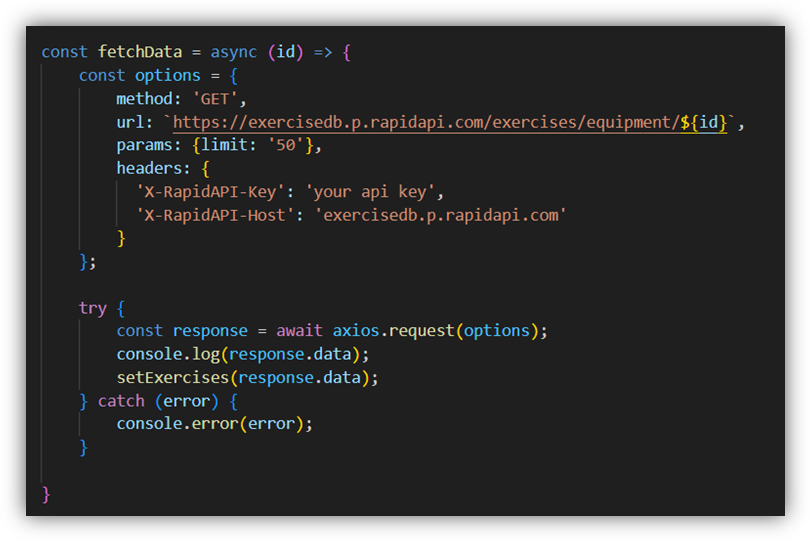 const fetchData = async (id) => {
const options = {
method: 'GET',
url: `https://exercisedb.p.rapidapi.com/exercises/equipment/${id}`,
params: {limit: '50'},
headers: {
'X-RapidAPI-Key': 'your api key',
'X-RapidAPI-Host': 'exercisedb.p.rapidapi.com'
}
};
try {
const response = await axios.request(options);
console.log(response.data);
setExercises(response.data);
} catch (error) {
console.error(error);
}
}